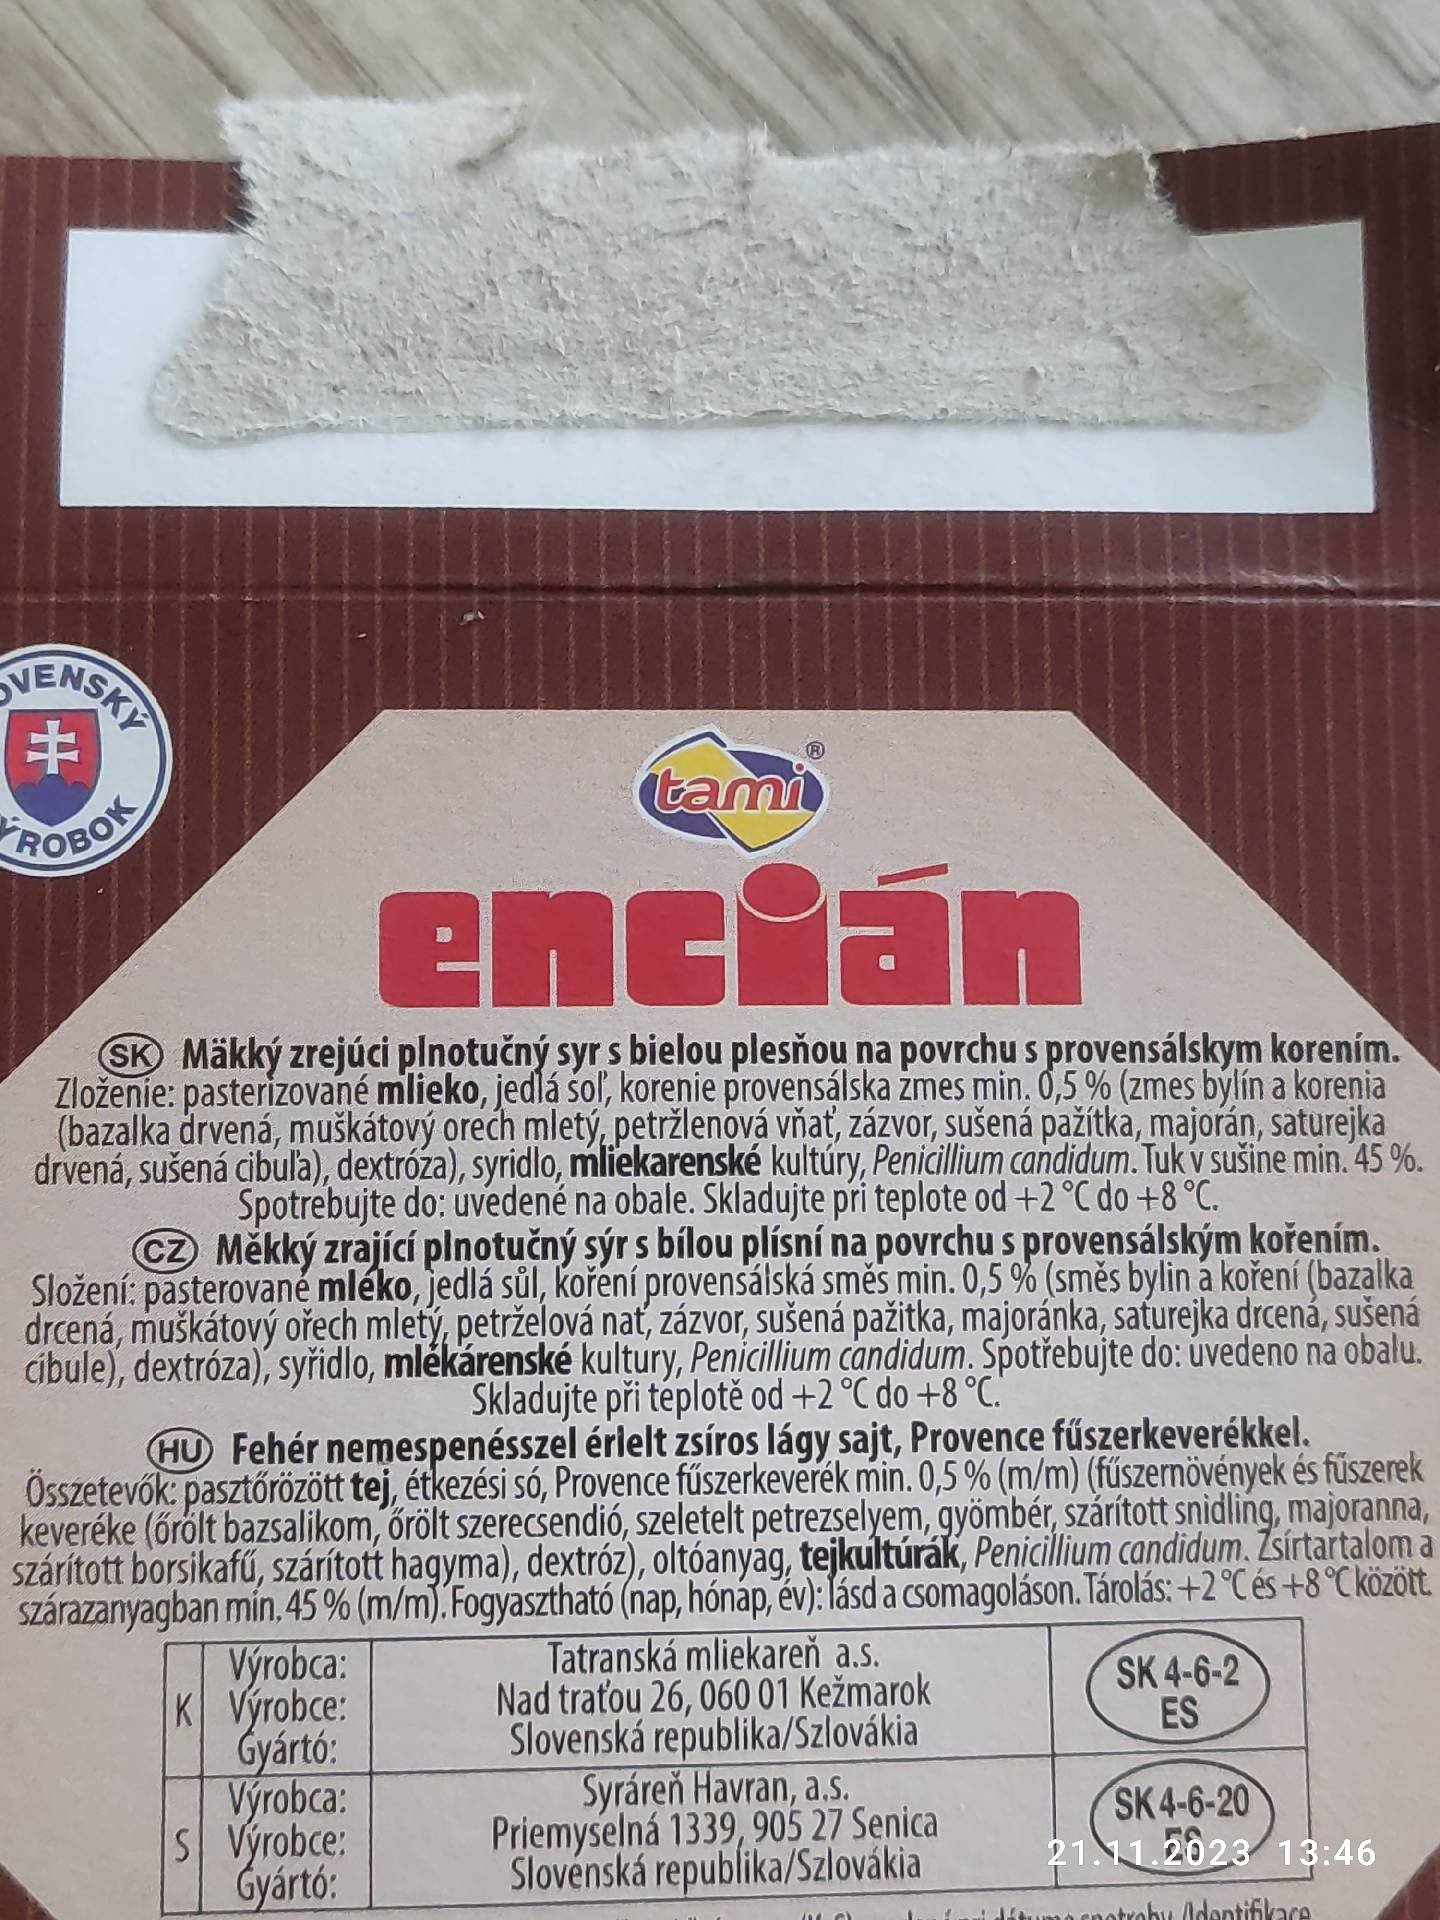 OVENSKÝ
ÝROBOK
tami®
encián
SK Mäkký zrejúci plnotučný syr s bielou plesňou na povrchu s provensálskym korením.
Zloženie: pasterizované mlieko, jedlá soľ, korenie provensálska zmes min. 0,5 % (zmes bylín a korenia
(bazalka drvená, muškátový orech mletý, petržlenová vňať, zázvor, sušená pažítka, majorán, saturejka
drvená, sušená cibuľa), dextróza), syridlo, mliekarenské kultúry, Penicillium candidum. Tuk v sušine min. 45 %.
Spotrebujte do: uvedené na obale. Skladujte pri teplote od +2 °C do +8 °C.
CZ Měkký zrající plnotučný sýr s bílou plísní na povrchu s provensálským kořením.
Složení: pasterované mléko, jedlá sůl, koření provensálská směs min. 0,5 % (směs bylin a koření (bazalka
drcená, muškátový ořech mletý, petrželová nať, zázvor, sušená pažitka, majoránka, saturejka drcená, sušená
cibule), dextróza), syřidlo, mlékárenské kultury, Penicillium candidum. Spotřebujte do: uvedeno na obalu.
Skladujte při teplotě od +2 °C do +8 °C.
HU Fehér nemespenésszel érlelt zsíros lágy sajt, Provence fűszerkeverékkel.
Összetevők: pasztőrözött tej, étkezési só, Provence fűszerkeverék min. 0,5 % (m/m) (fűszernövények és fűszerek
keveréke (őrölt bazsalikom, őrölt szerecsendió, szeletelt petrezselyem, gyömbér, szárított snidling, majoranna,
szárított borsikafű, szárított hagyma), dextróz), oltóanyag, tejkultúrák, Penicillium candidum. Zsírtartalom a
szárazanyagban min. 45 % (m/m). Fogyasztható (nap, hónap, év): lásd a csomagoláson. Tárolás: +2 °C és +8 °C között.
K
Výrobca:
Výrobce:
Gyártó:
Tatranská mliekareň a.s.
Nad traťou 26, 060 01 Kežmarok
Slovenská republika/Szlovákia
SK 4-6-2
ES
S
Výrobca:
Výrobce:
Gyártó:
Syráreň Havran, a.s.
Priemyselná 1339, 905 27 Senica
Slovenská republika/Szlovákia
SK 4-6-20
ES
21.11.2023 13:46